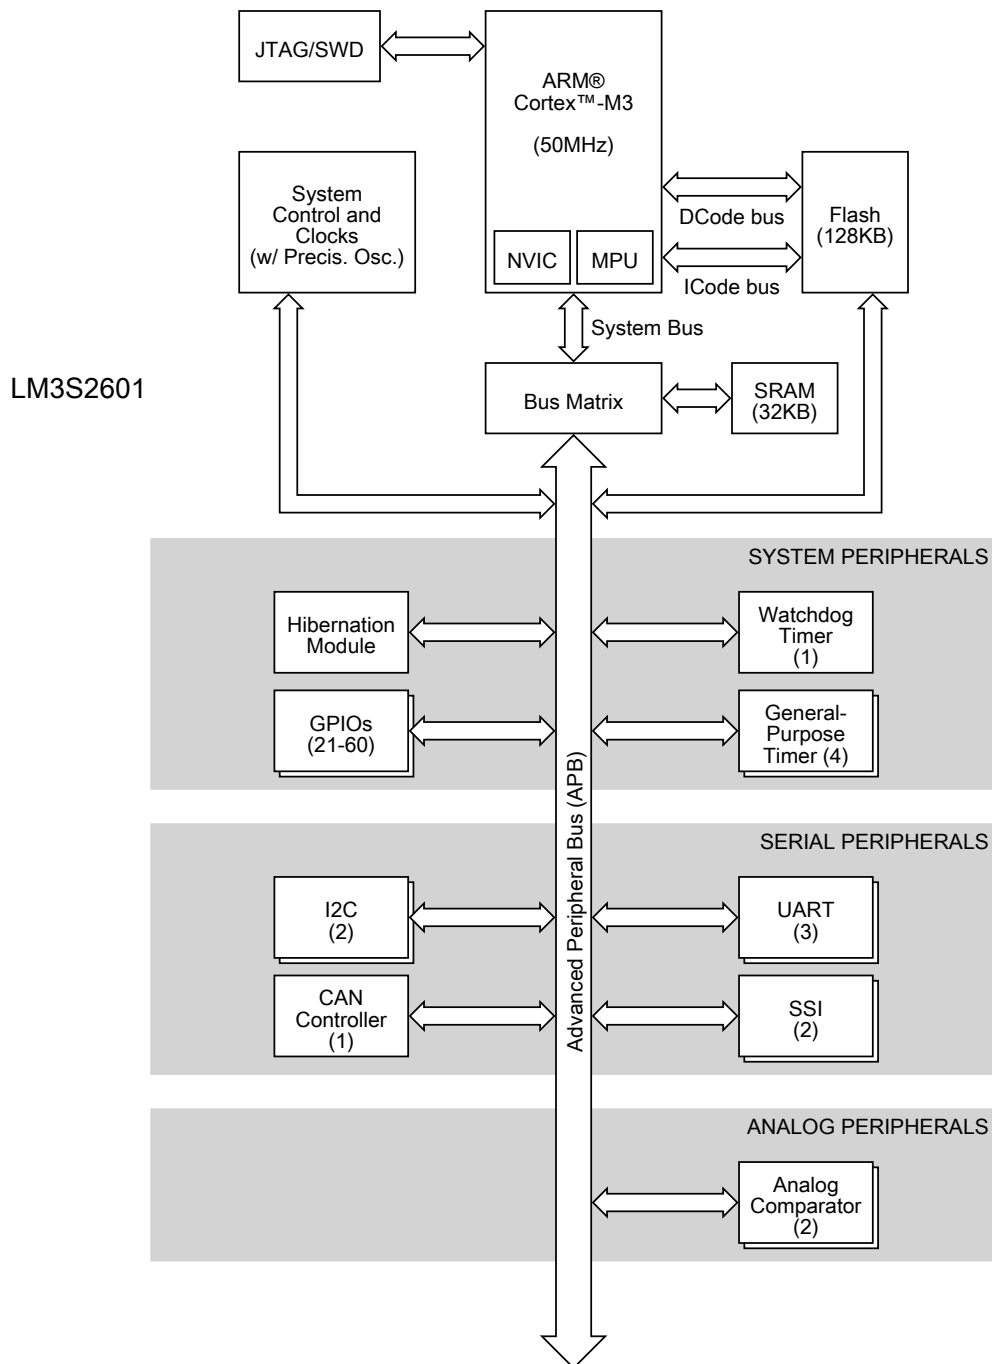 JTAG/SWD
ARM®
Cortex™-M3
(50MHz)
System
Control and
Clocks
(w/ Precis. Osc.)
NVIC
MPU
DCode bus
ICode bus
Flash
(128KB)
System Bus
LM3S2601
Bus Matrix
SRAM
(32KB)
SYSTEM PERIPHERALS
Hibernation
Module
Watchdog
Timer
(1)
GPIOs
(21-60)
General-
Purpose
Timer (4)
Advanced Peripheral Bus (APB)
SERIAL PERIPHERALS
I2C
(2)
UART
(3)
CAN
Controller
(1)
SSI
(2)
ANALOG PERIPHERALS
Analog
Comparator
(2)